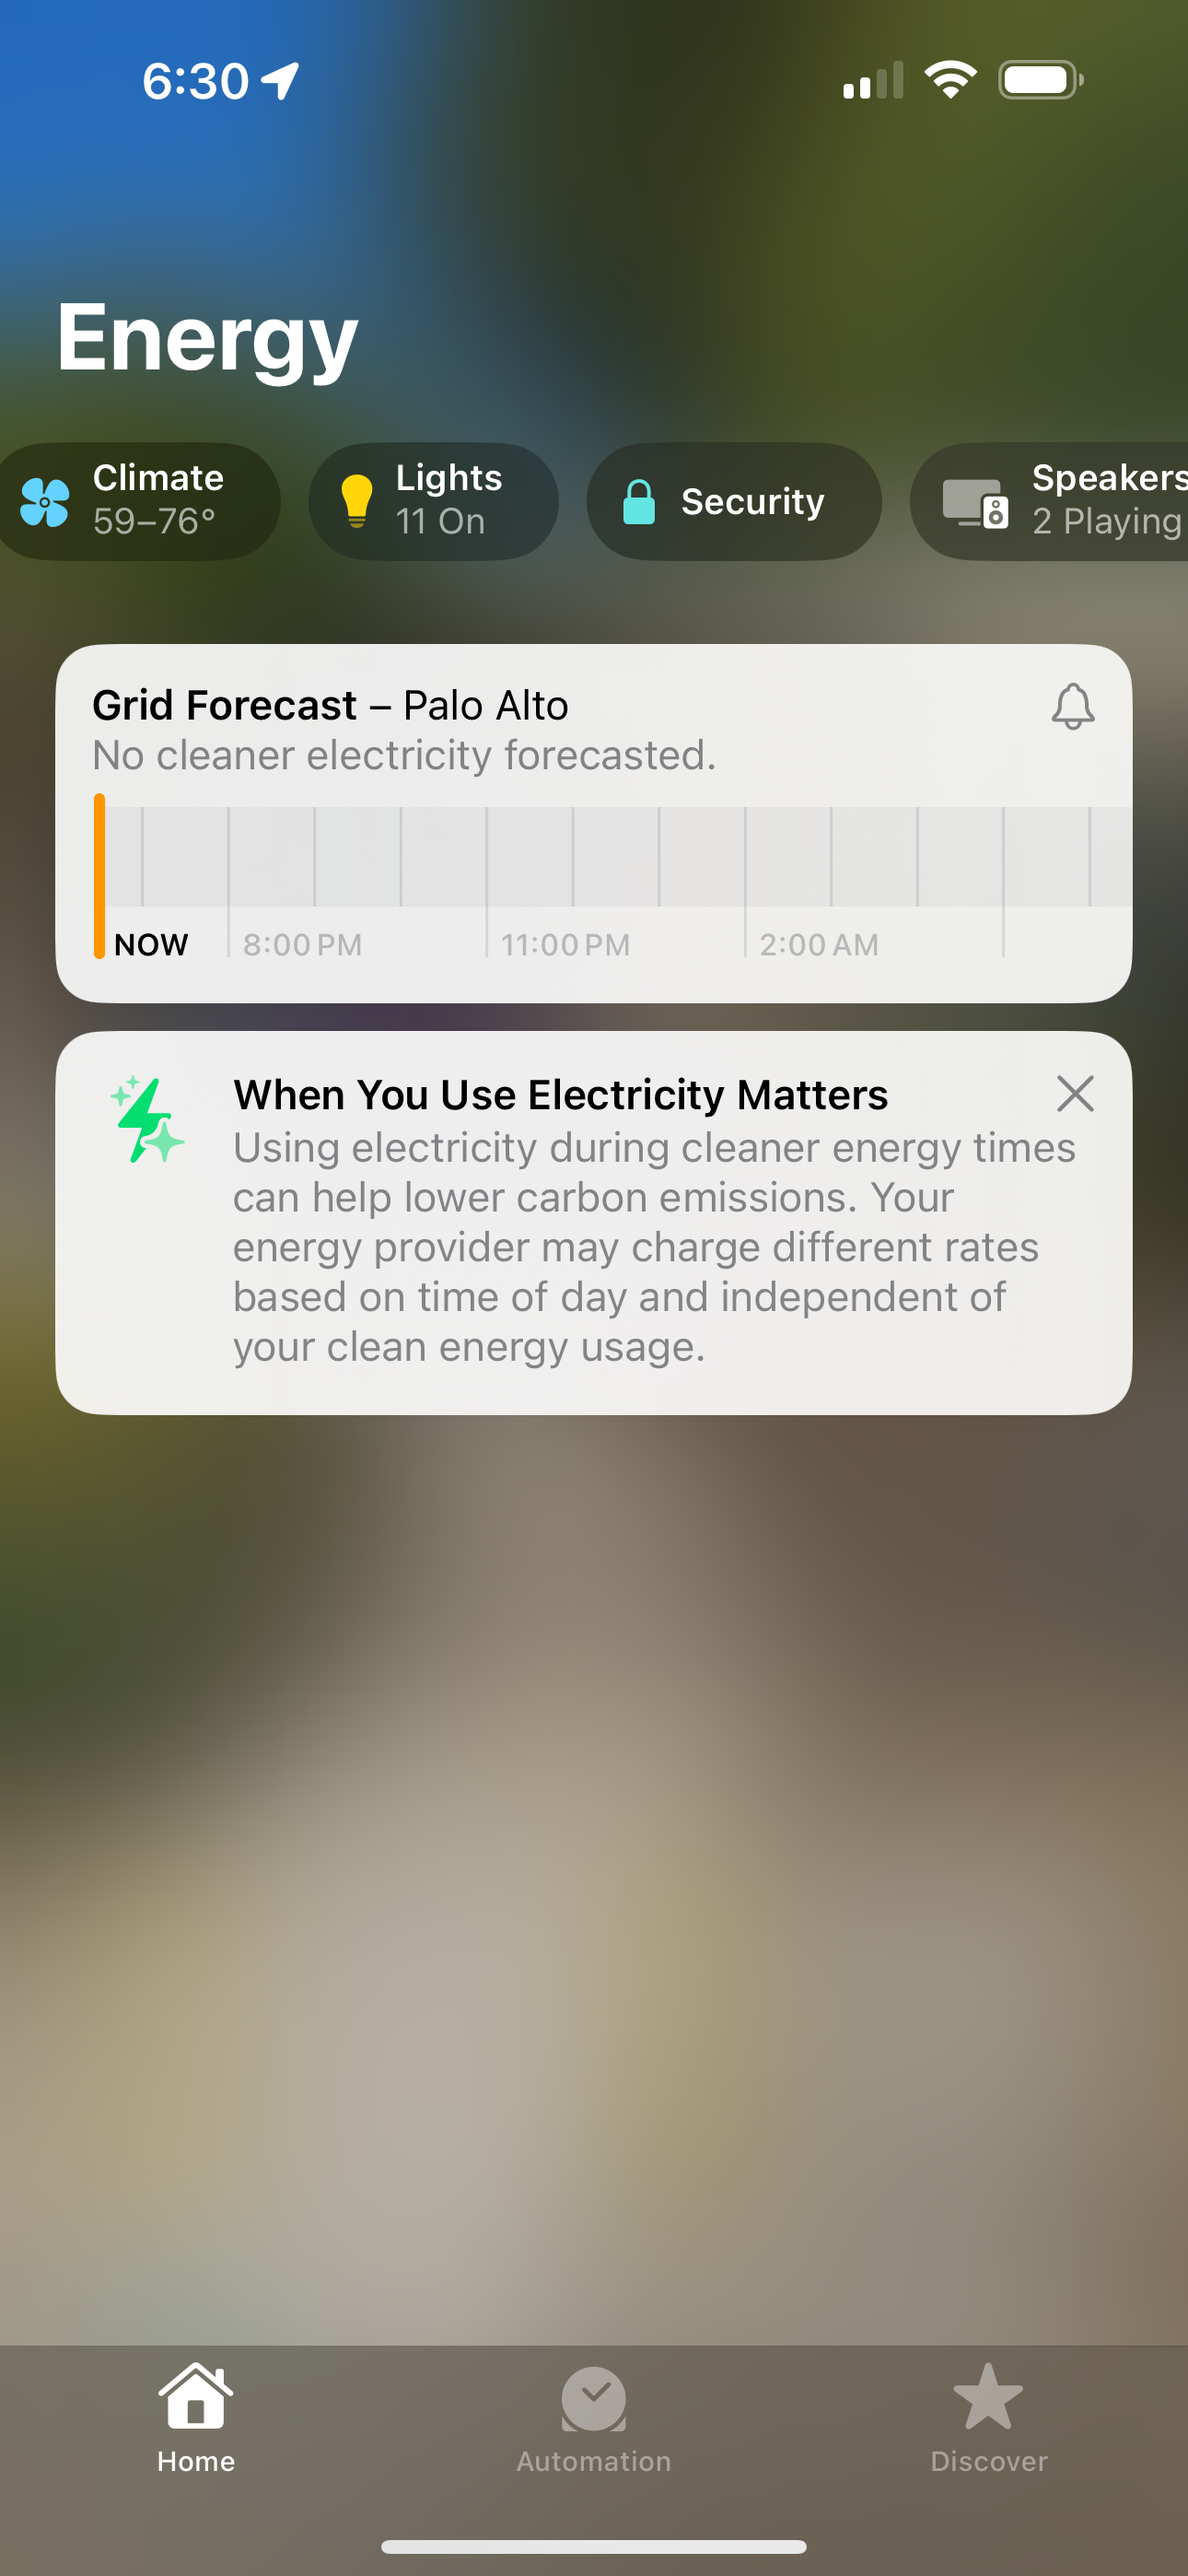 6:30
Energy
Climate
59–76°
Lights
11 On
Security
Speakers
2 Playing
Grid Forecast – Palo Alto
No cleaner electricity forecasted.
NOW
8:00 PM
11:00 PM
2:00 AM
When You Use Electricity Matters
Using electricity during cleaner energy times
can help lower carbon emissions. Your
energy provider may charge different rates
based on time of day and independent of
your clean energy usage.
Home
Automation
Discover